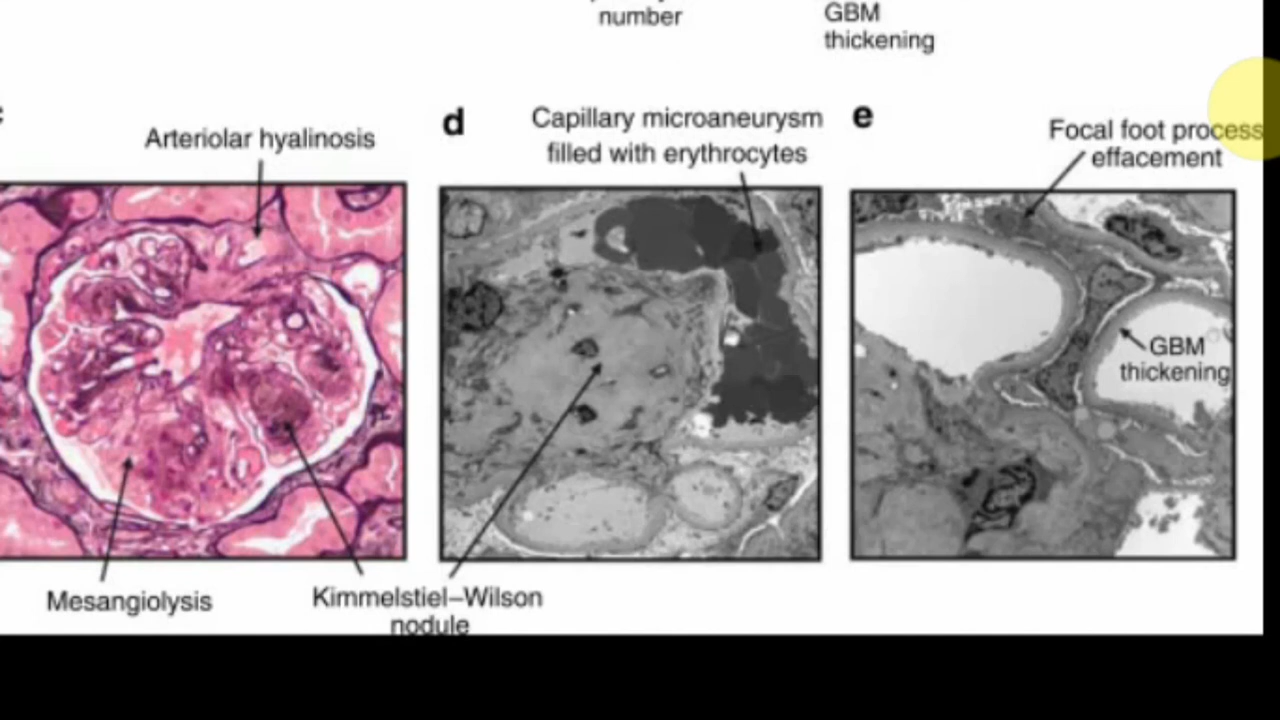 number
GBM
thickening
d
Capillary microaneurysm
filled with erythrocytes
e
Focal foot process
effacement
Arteriolar hyalinosis
GBM
thickening
Mesangiolysis
Kimmelstiel–Wilson
nodule